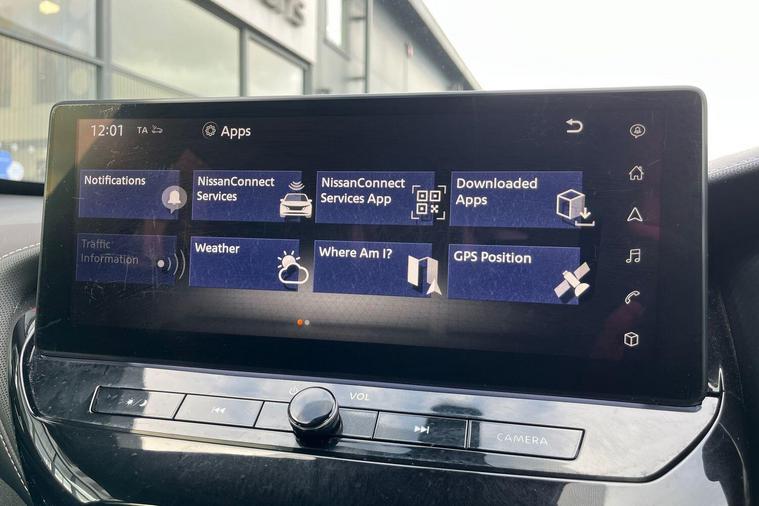 12:01 TA Apps
Notifications
NissanConnect
Services
NissanConnect
Services App
Downloaded
Apps
Traffic
Information
Weather
Where Am I?
GPS Position
VOL
CAMERA